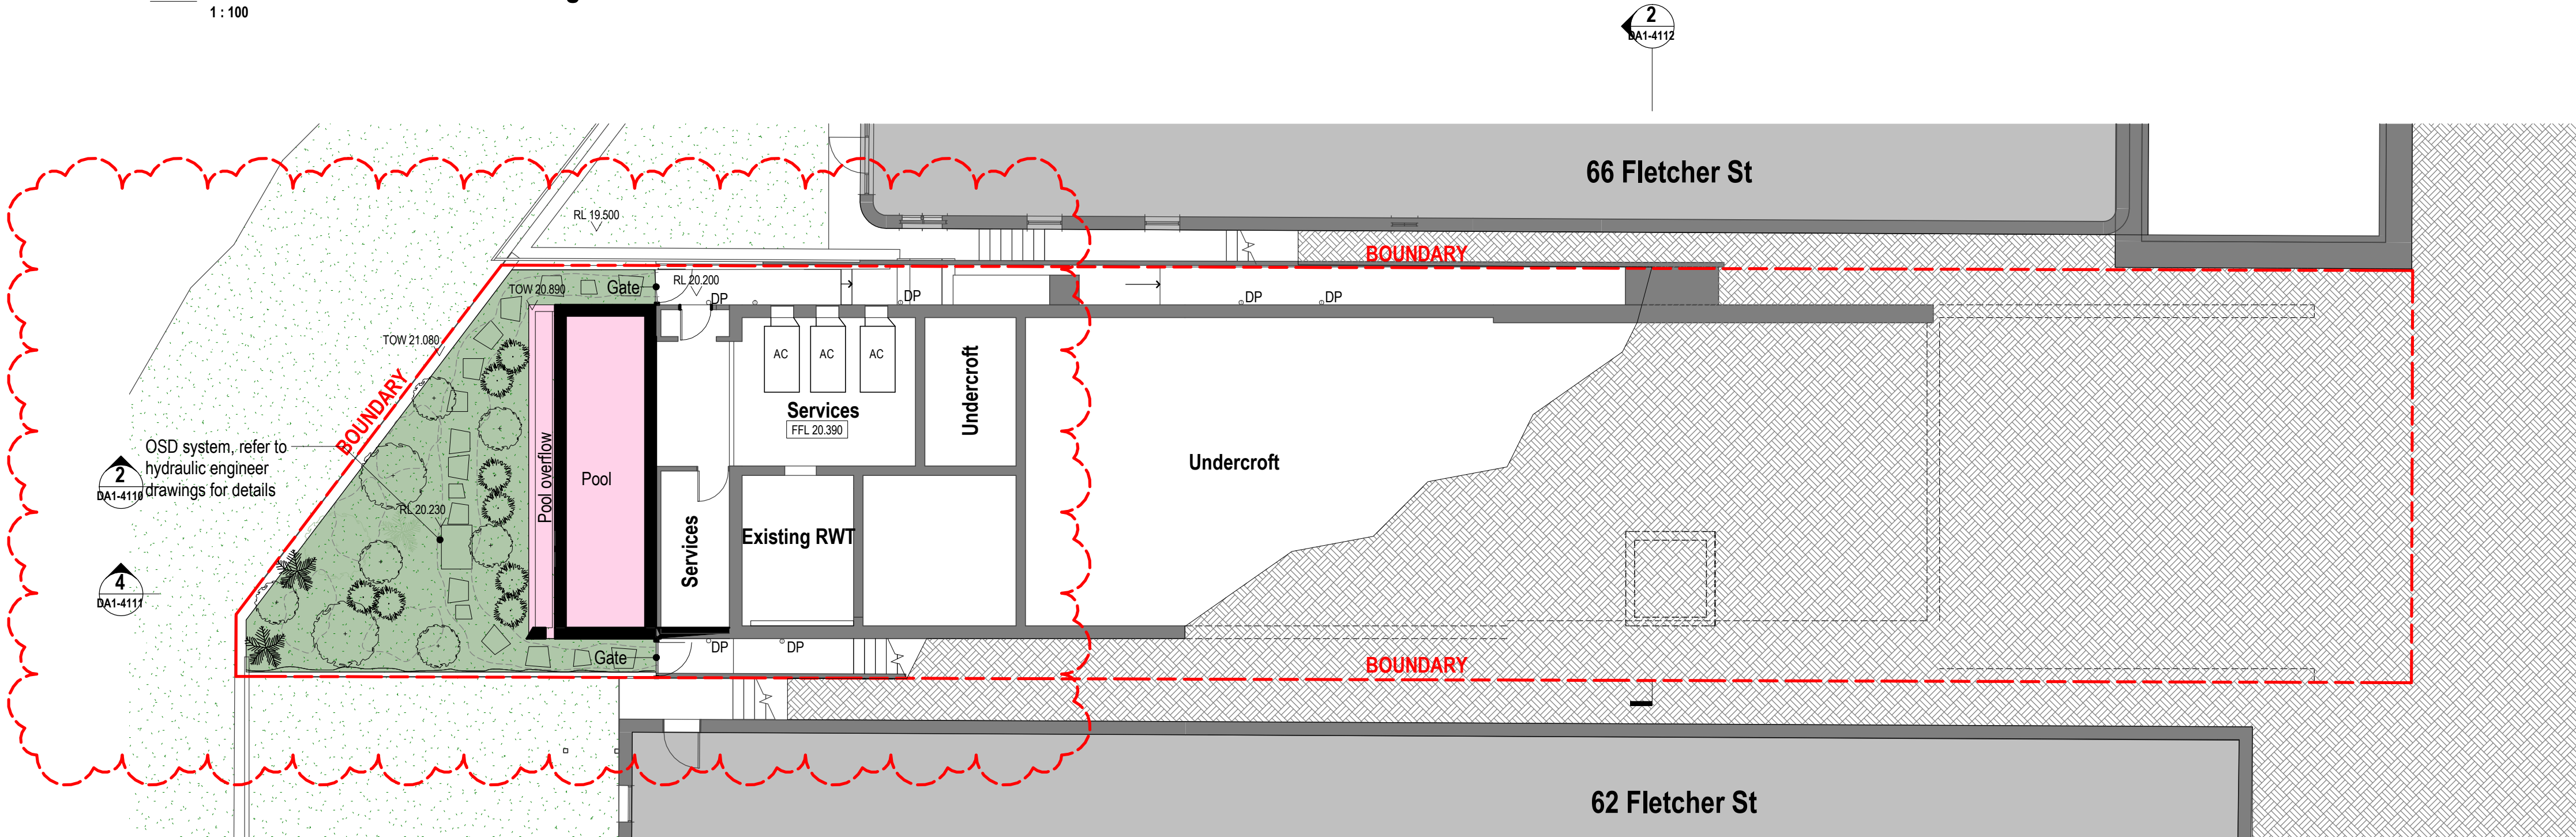 1 : 100
2
DA1-4112
66 Fletcher St
RL 19.500
BOUNDARY
RL 20.200
Gate
TOW 20.890
DP
DP
DP
DP
TOW 21.080
AC
AC
AC
Undercroft
BOUNDARY
Services
FFL 20.390
OSD system, refer to
hydraulic engineer
drawings for details
2
DA1-4110
Pool overflow
Pool
Undercroft
RL 20.230
Services
Existing RWT
4
DA1-4111
Gate
DP
DP
BOUNDARY
62 Fletcher St